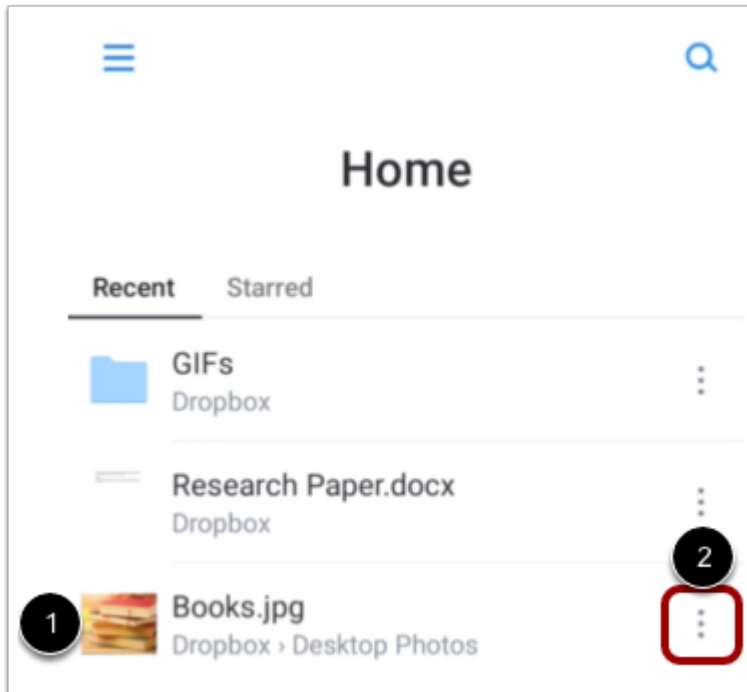 Home
Recent Starred
GIFs
Dropbox
Research Paper.docx
Dropbox
2
1
Books.jpg
Dropbox › Desktop Photos